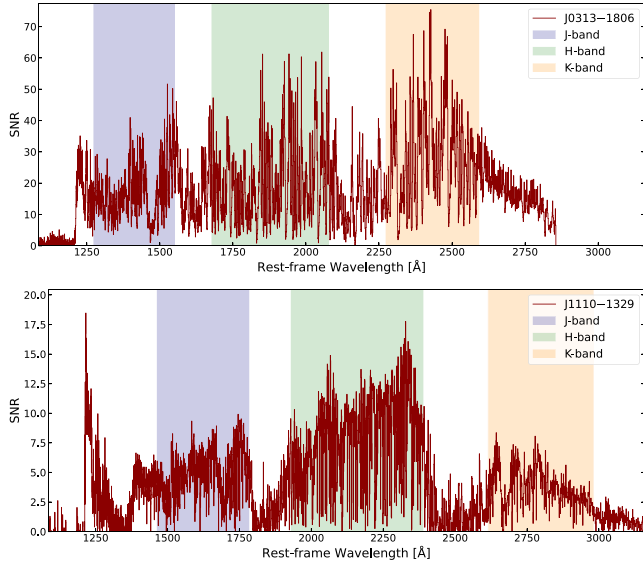 70
60
50
40
30
20
10
0
SNR
J0313−1806
J-band
H-band
K-band
1250 1500 1750 2000 2250 2500 2750 3000
Rest-frame Wavelength [Å]
20.0
17.5
15.0
12.5
10.0
7.5
5.0
2.5
0.0
SNR
J1110−1329
J-band
H-band
K-band
1250 1500 1750 2000 2250 2500 2750 3000
Rest-frame Wavelength [Å]